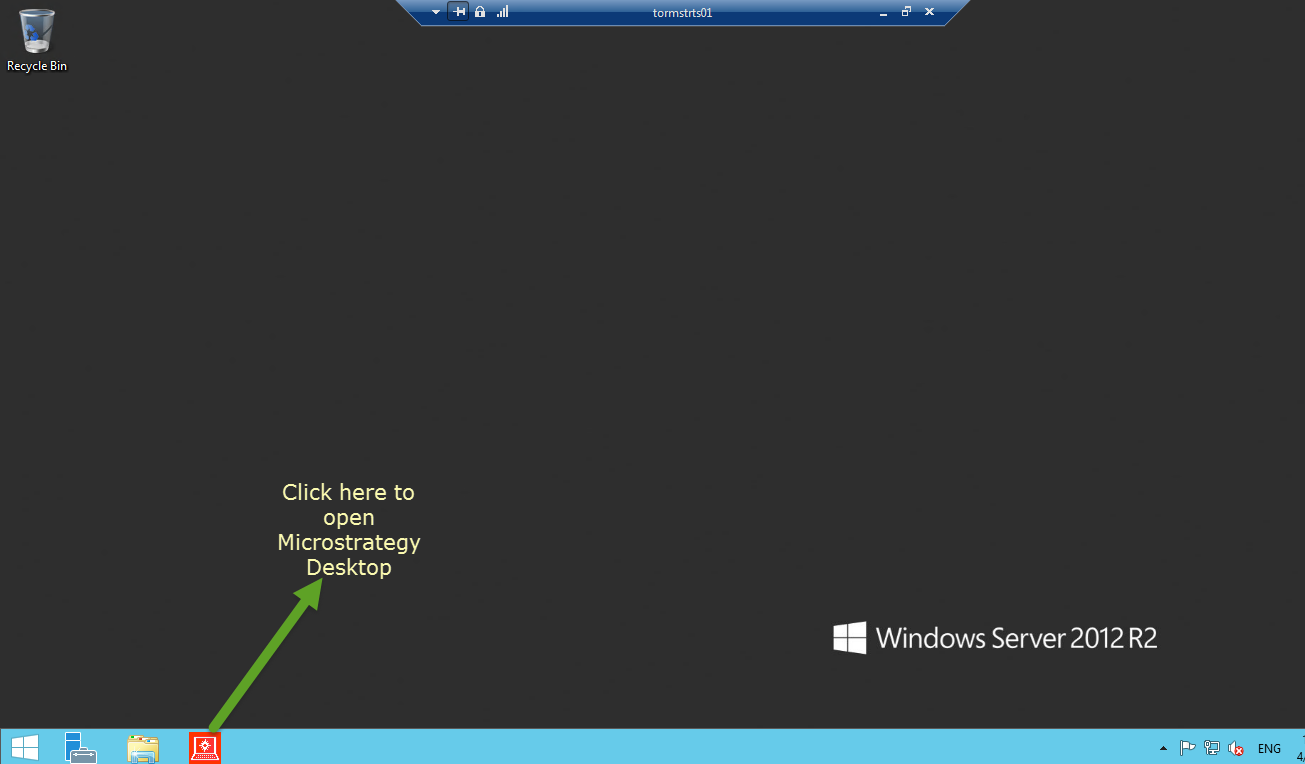 tormstrts01
Recycle Bin
Click here to
open
Microstrategy
Desktop
Windows Server 2012 R2
ENG